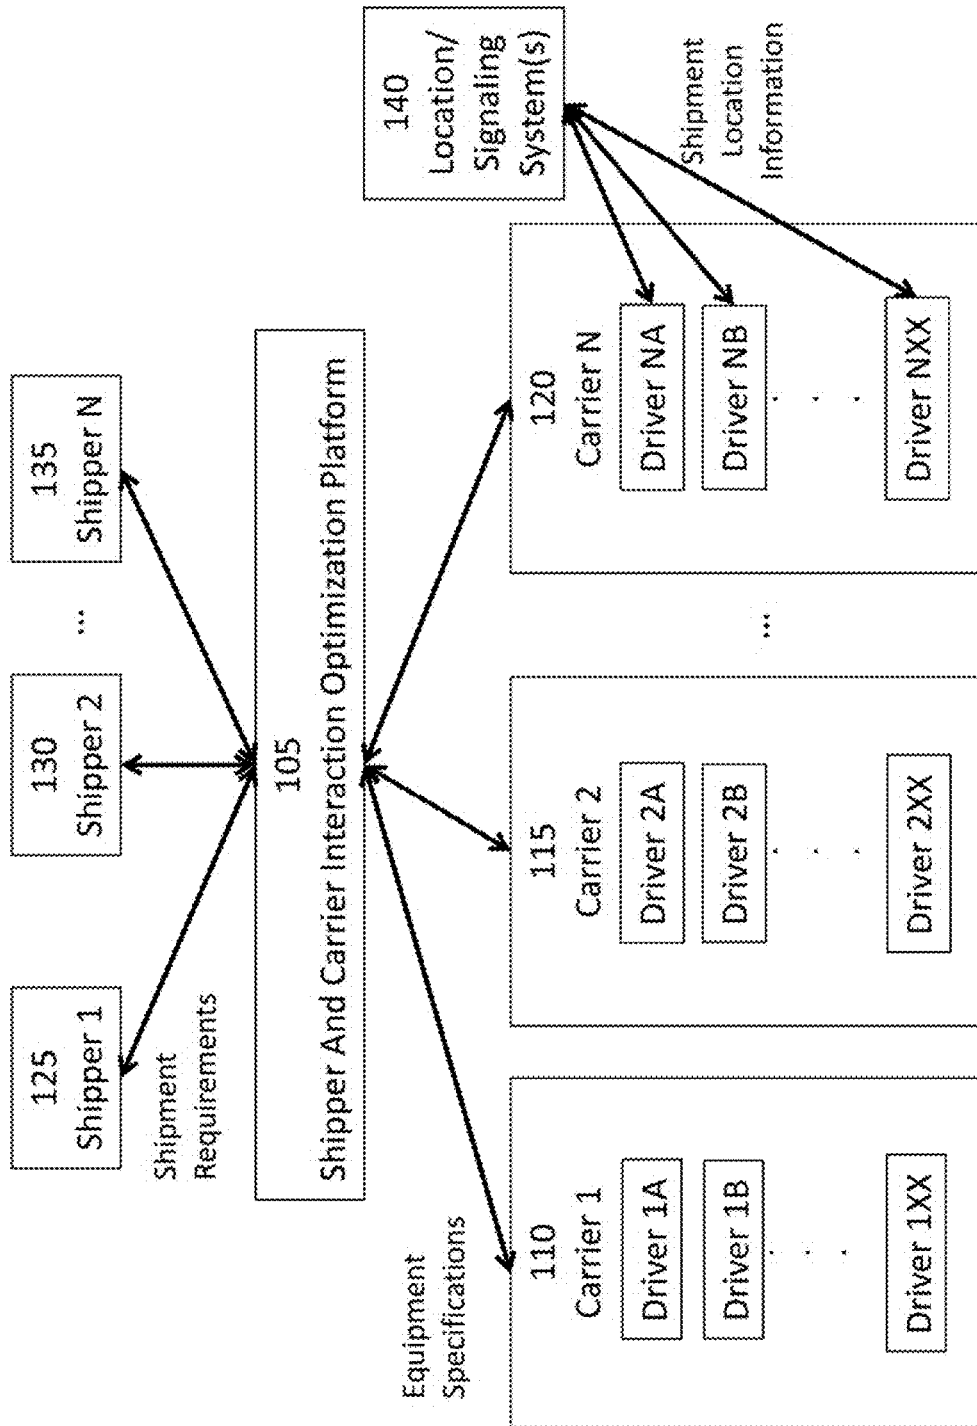 125
Shipper 1
130
Shipper 2
...
135
Shipper N
Shipment
Requirements
105
Shipper And Carrier Interaction Optimization Platform
140
Location/
Signaling
System(s)
Equipment
Specifications
Shipment
Location
Information
110
Carrier 1
Driver 1A
Driver 1B
. . .
Driver 1XX
115
Carrier 2
Driver 2A
Driver 2B
. . .
Driver 2XX
...
120
Carrier N
Driver NA
Driver NB
. . .
Driver NXX